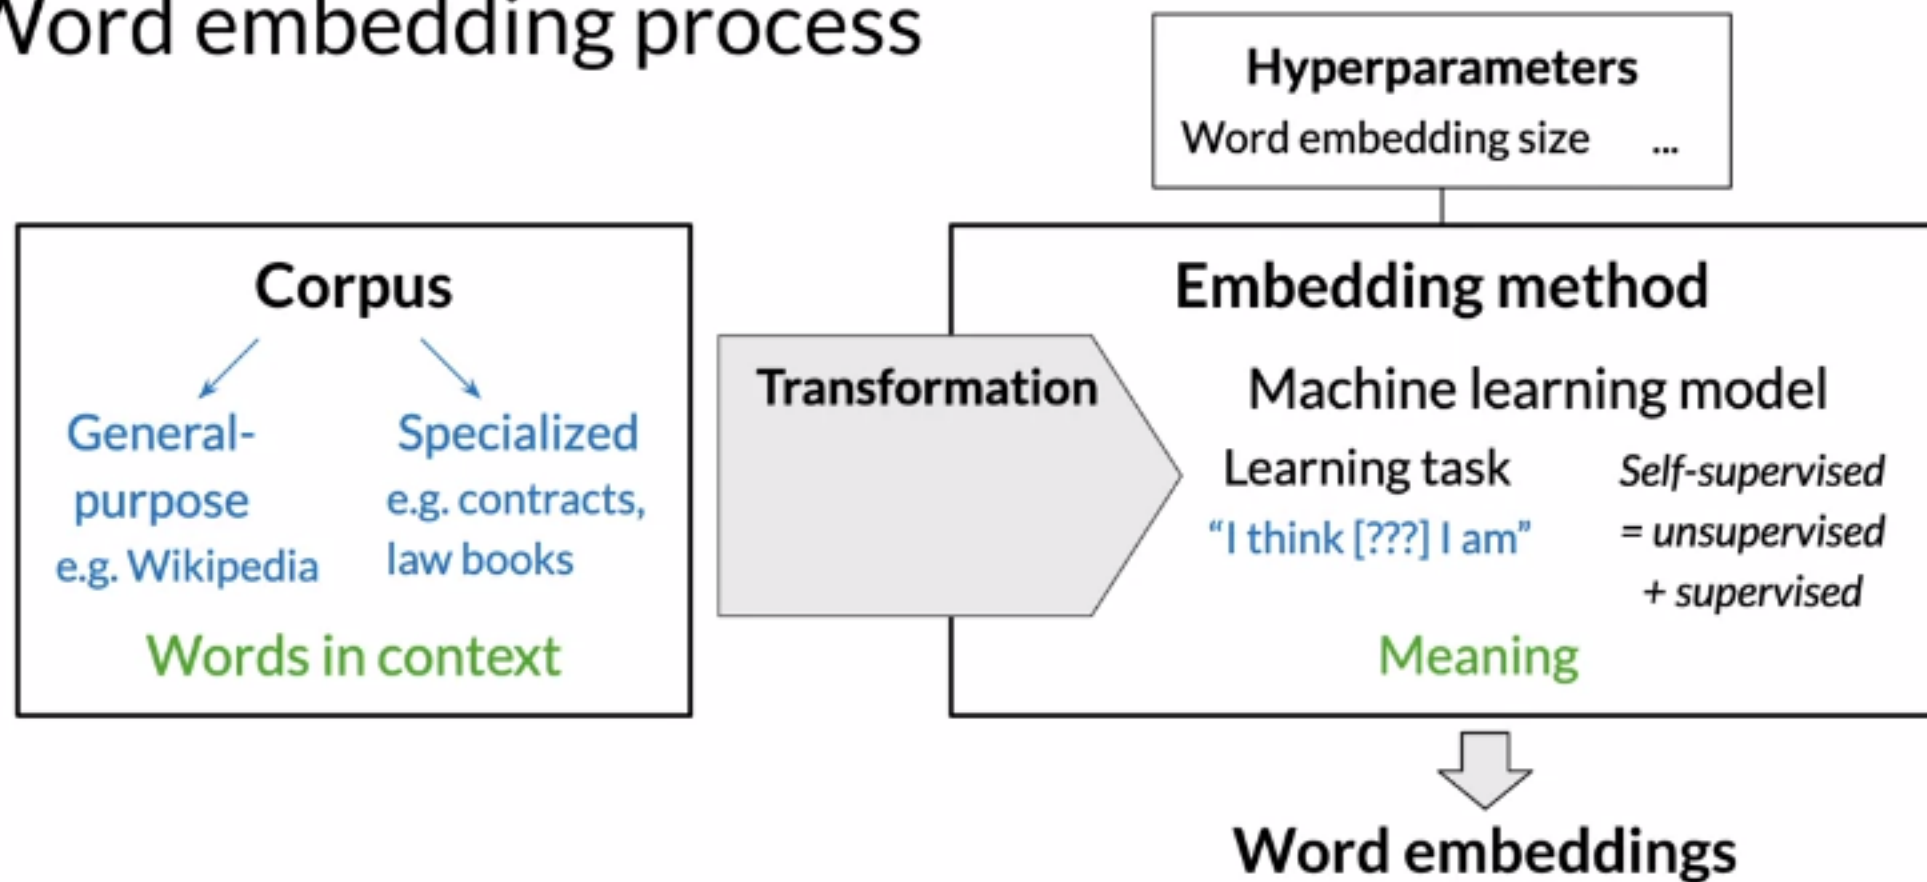 Word embedding process
Hyperparameters
Word embedding size ...
Corpus
General-
purpose
e.g. Wikipedia
Specialized
e.g. contracts,
law books
Words in context
Transformation
Embedding method
Machine learning model
Learning task
“I think [???] I am”
Self-supervised
= unsupervised
+ supervised
Meaning
Word embeddings